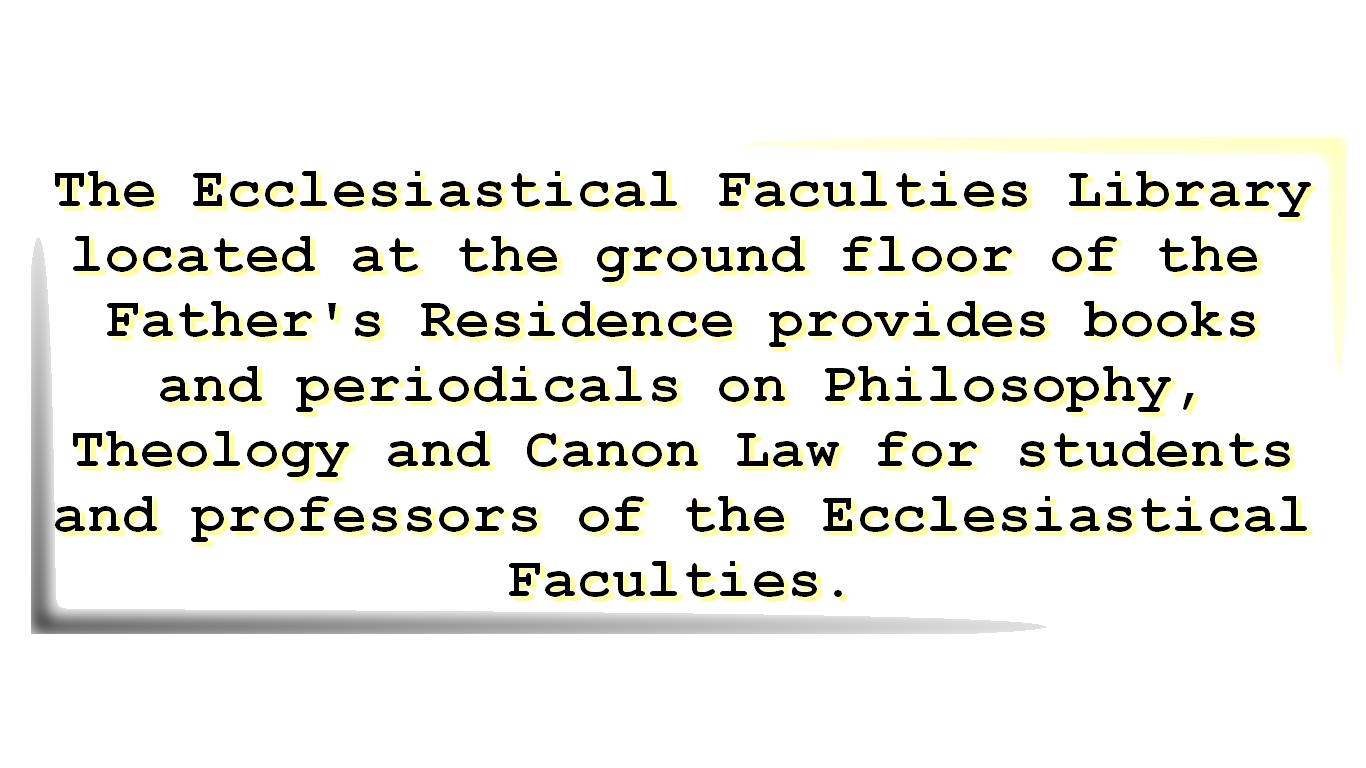 The Ecclesiastical Faculties Library
located at the ground floor of the
Father's Residence provides books
and periodicals on Philosophy,
Theology and Canon Law for students
and professors of the Ecclesiastical
Faculties.